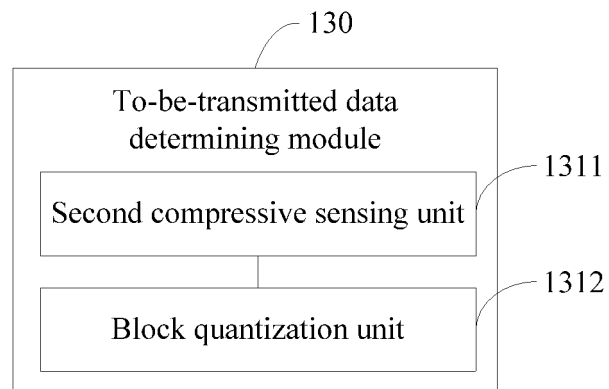 130
To-be-transmitted data
determining module
1311
Second compressive sensing unit
1312
Block quantization unit